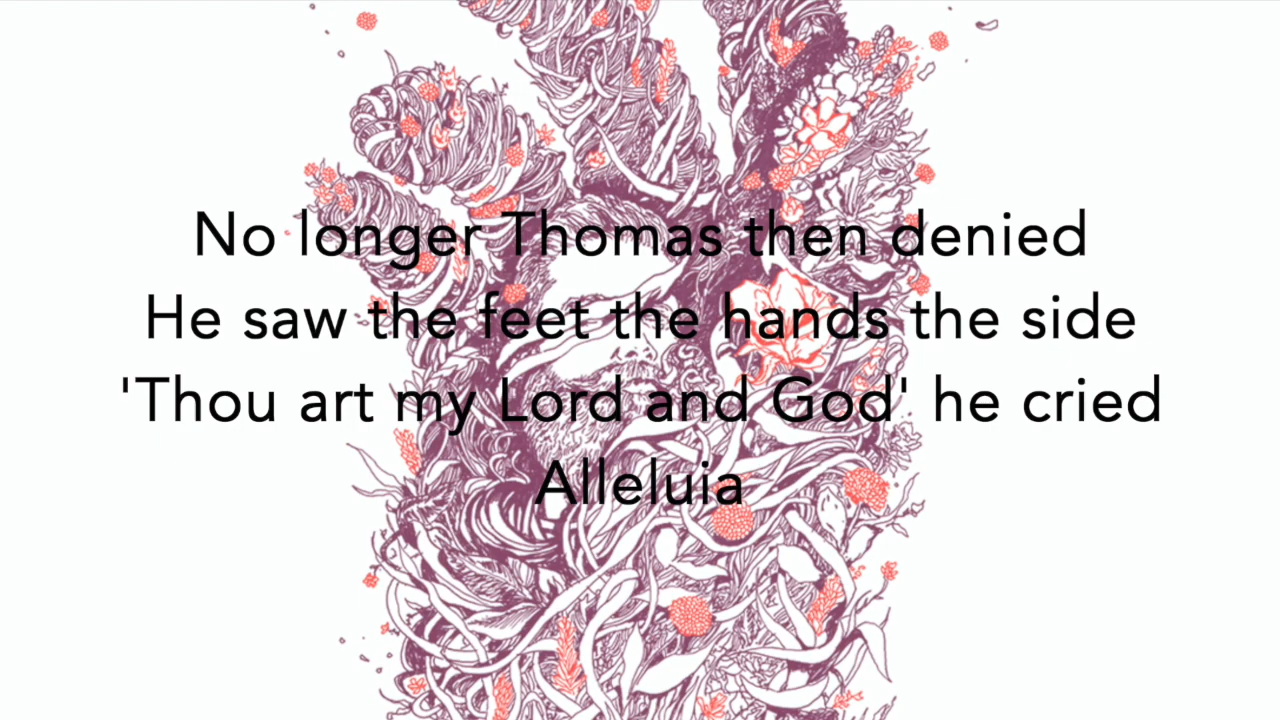 No longer Thomas then denied
He saw the feet the hands the side
'Thou art my Lord and God' he cried
Alleluia